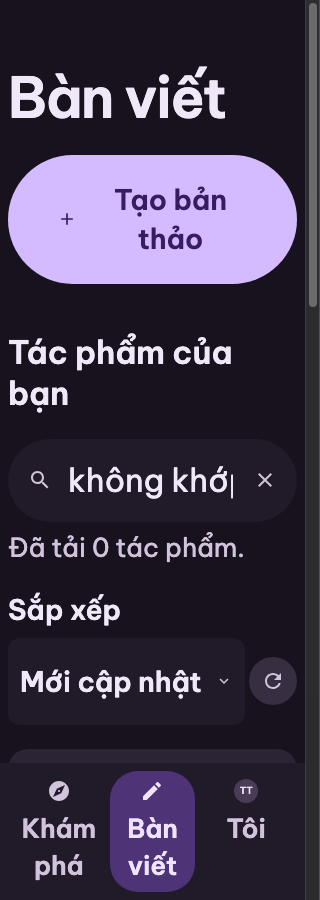 Bàn viết
Tạo bản
thảo
Tác phẩm của
bạn
không khớ
Đã tải 0 tác phẩm.
Sắp xếp
Mới cập nhật
Khám
phá
Bàn
viết
TT
Tôi